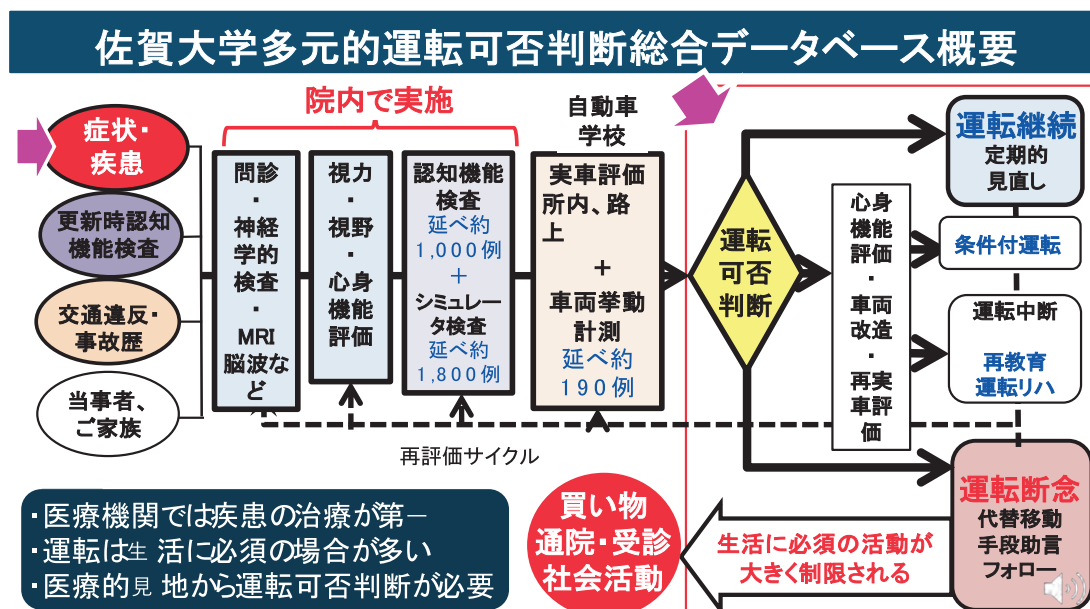 佐賀大学多元的運転可否判断総合データベース概要
症状・
疾患
更新時認知
機能検査
交通違反・
事故歴
当事者、
ご家族
院内で実施
問診
・
神経
学的
検査
・
MRI
脳波な
ど
視力
・
視野
・
心身
機能
評価
認知機能
検査
延べ約
1,000例
+
シミュレー
タ検査
延べ約
1,800例
自動車
学校
実車評価
所内、路
上
+
車両挙動
計測
延べ約
190例
再評価サイクル
運転
可否
判断
心身
機能
評価
・
車両
改造
・
再実
車評
価
運転継続
定期的
見直し
条件付運転
運転中断
再教育
運転リハ
運転断念
代替移動
手段助言
フォロー
生活に必須の活動が
大きく制限される
買い物
通院・受診
社会活動
・医療機関では疾患の治療が第一
・運転は生活に必須の場合が多い
・医療的見地から運転可否判断が必要